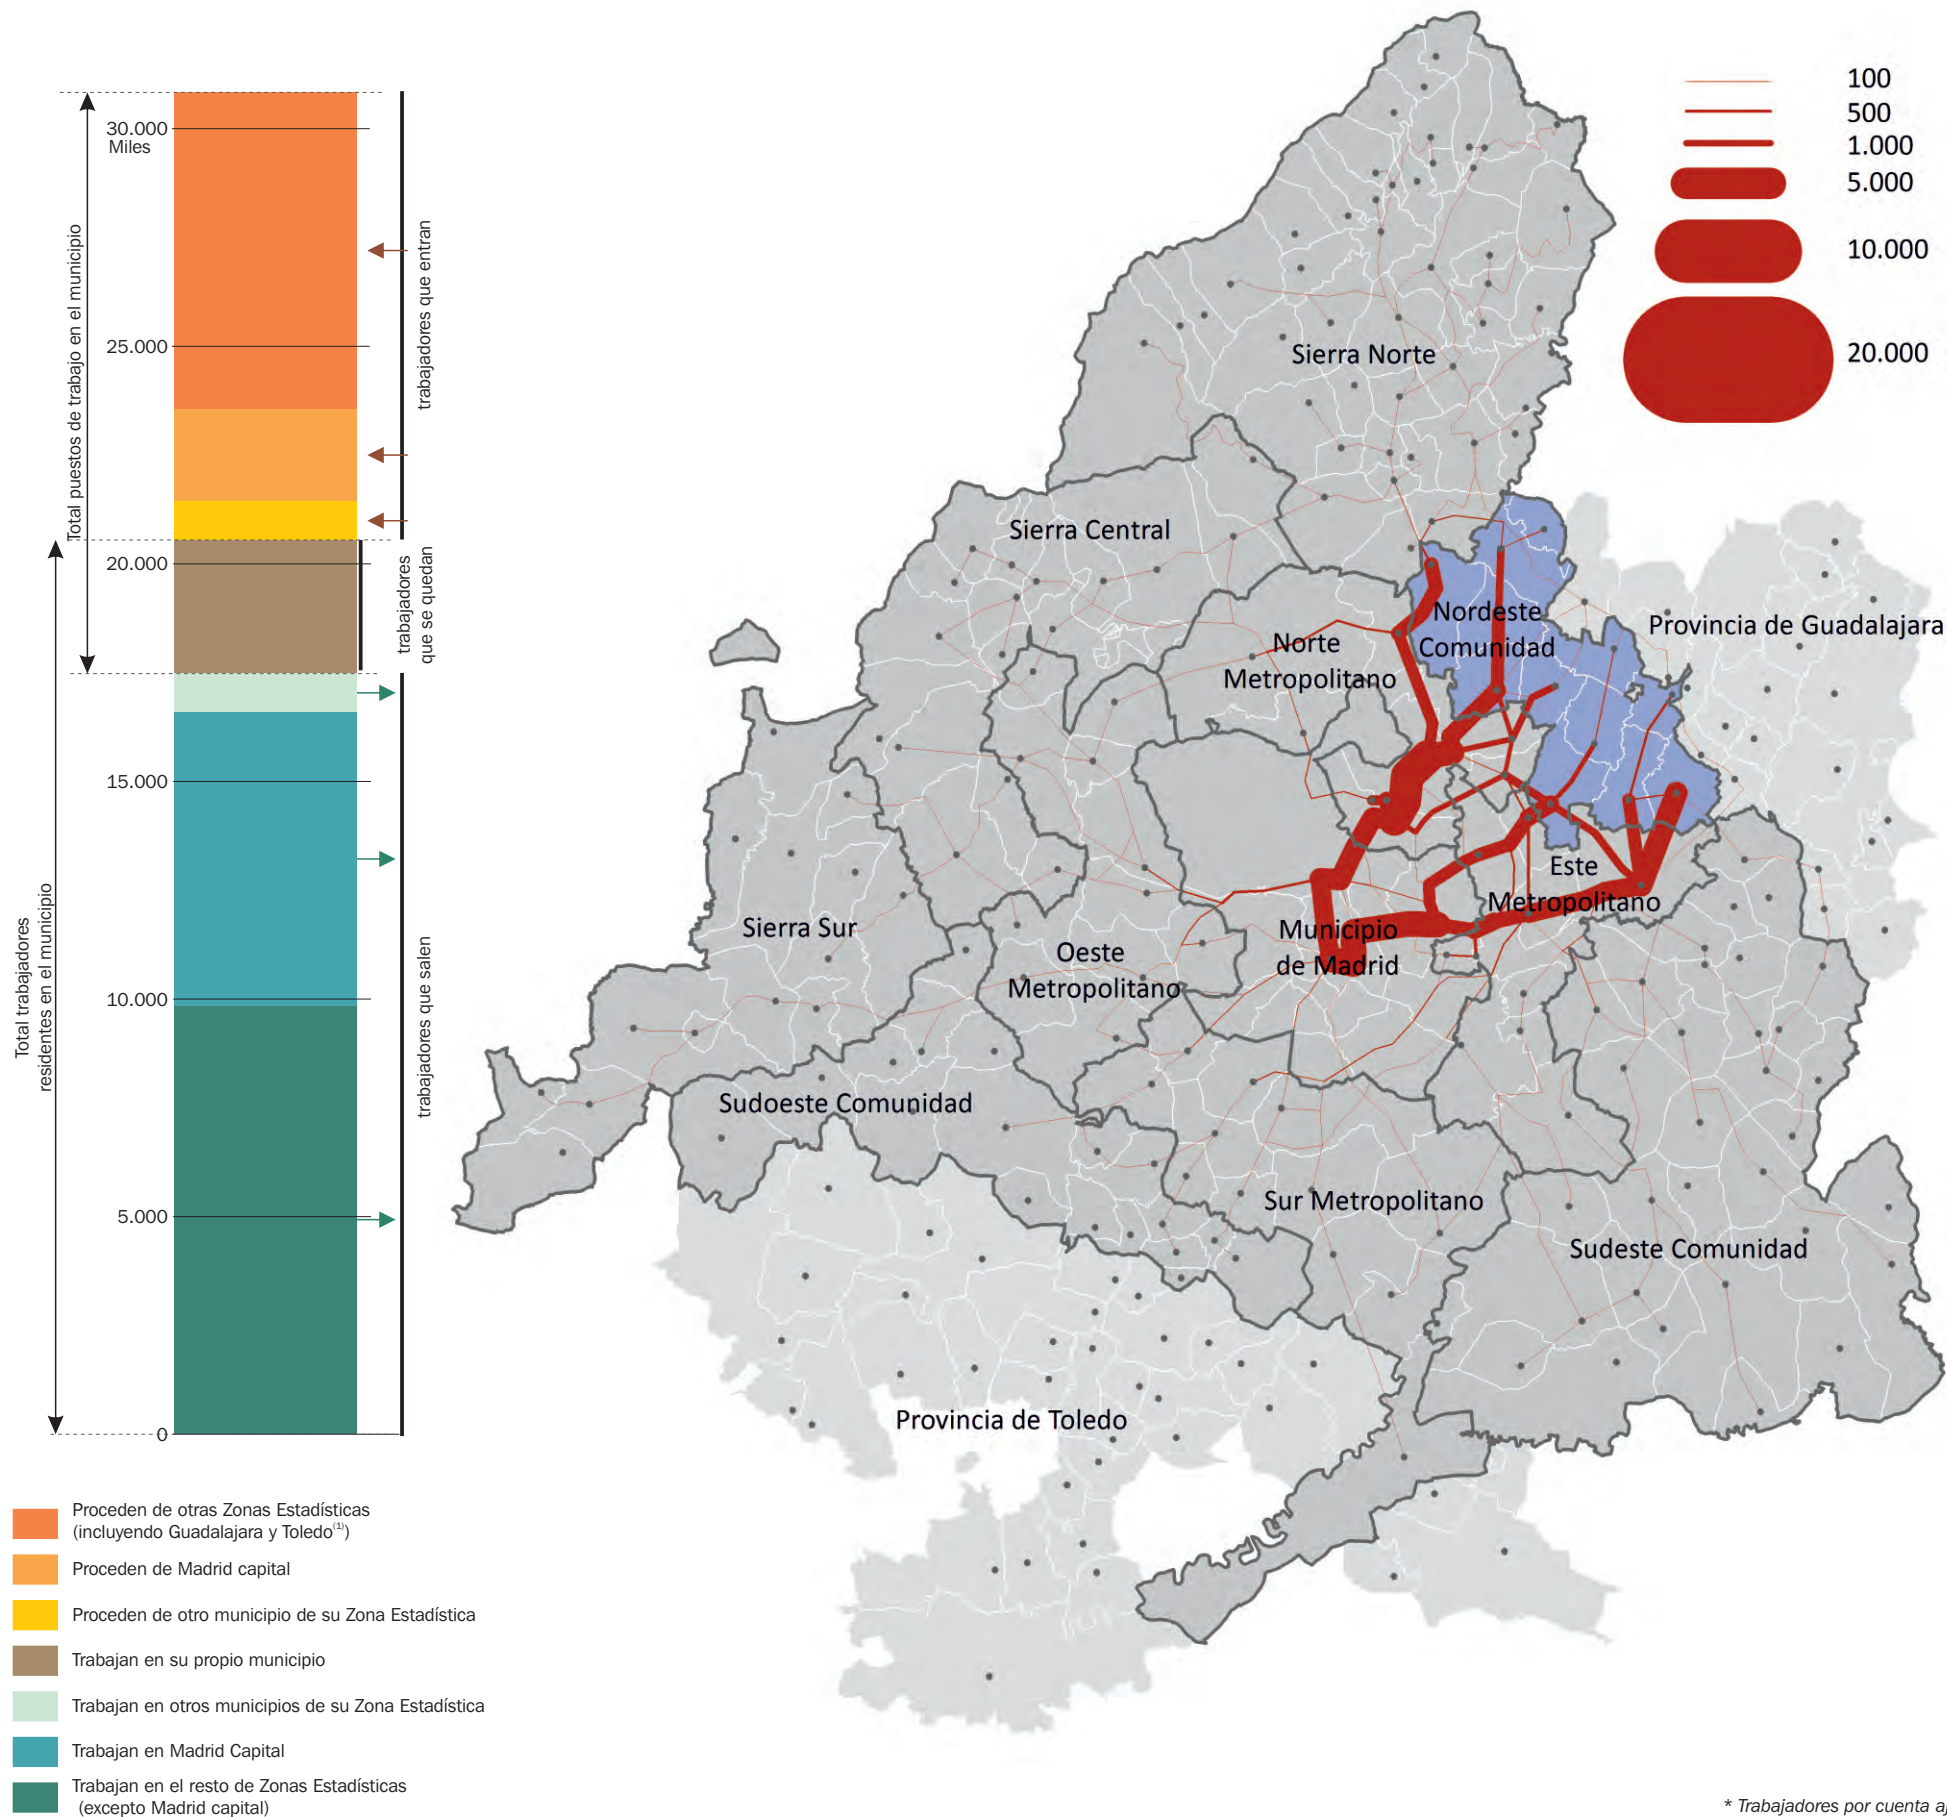 30.000
Miles
25.000
20.000
15.000
10.000
5.000
0
Total puestos de trabajo en el municipio
Total trabajadores
residentes en el municipio
trabajadores que entran
trabajadores
que se quedan
trabajadores que salen
Proceden de otras Zonas Estadísticas
(incluyendo Guadalajara y Toledo(1))
Proceden de Madrid capital
Proceden de otro municipio de su Zona Estadística
Trabajan en su propio municipio
Trabajan en otros municipios de su Zona Estadística
Trabajan en Madrid Capital
Trabajan en el resto de Zonas Estadísticas
(excepto Madrid capital)
100
500
1.000
5.000
10.000
20.000
Sierra Norte
Sierra Central
Nordeste
Comunidad
Provincia de Guadalajara
Norte
Metropolitano
Este
Metropolitano
Sierra Sur
Municipio
de Madrid
Oeste
Metropolitano
Sudoeste Comunidad
Sur Metropolitano
Sudeste Comunidad
Provincia de Toledo
* Trabajadores por cuenta